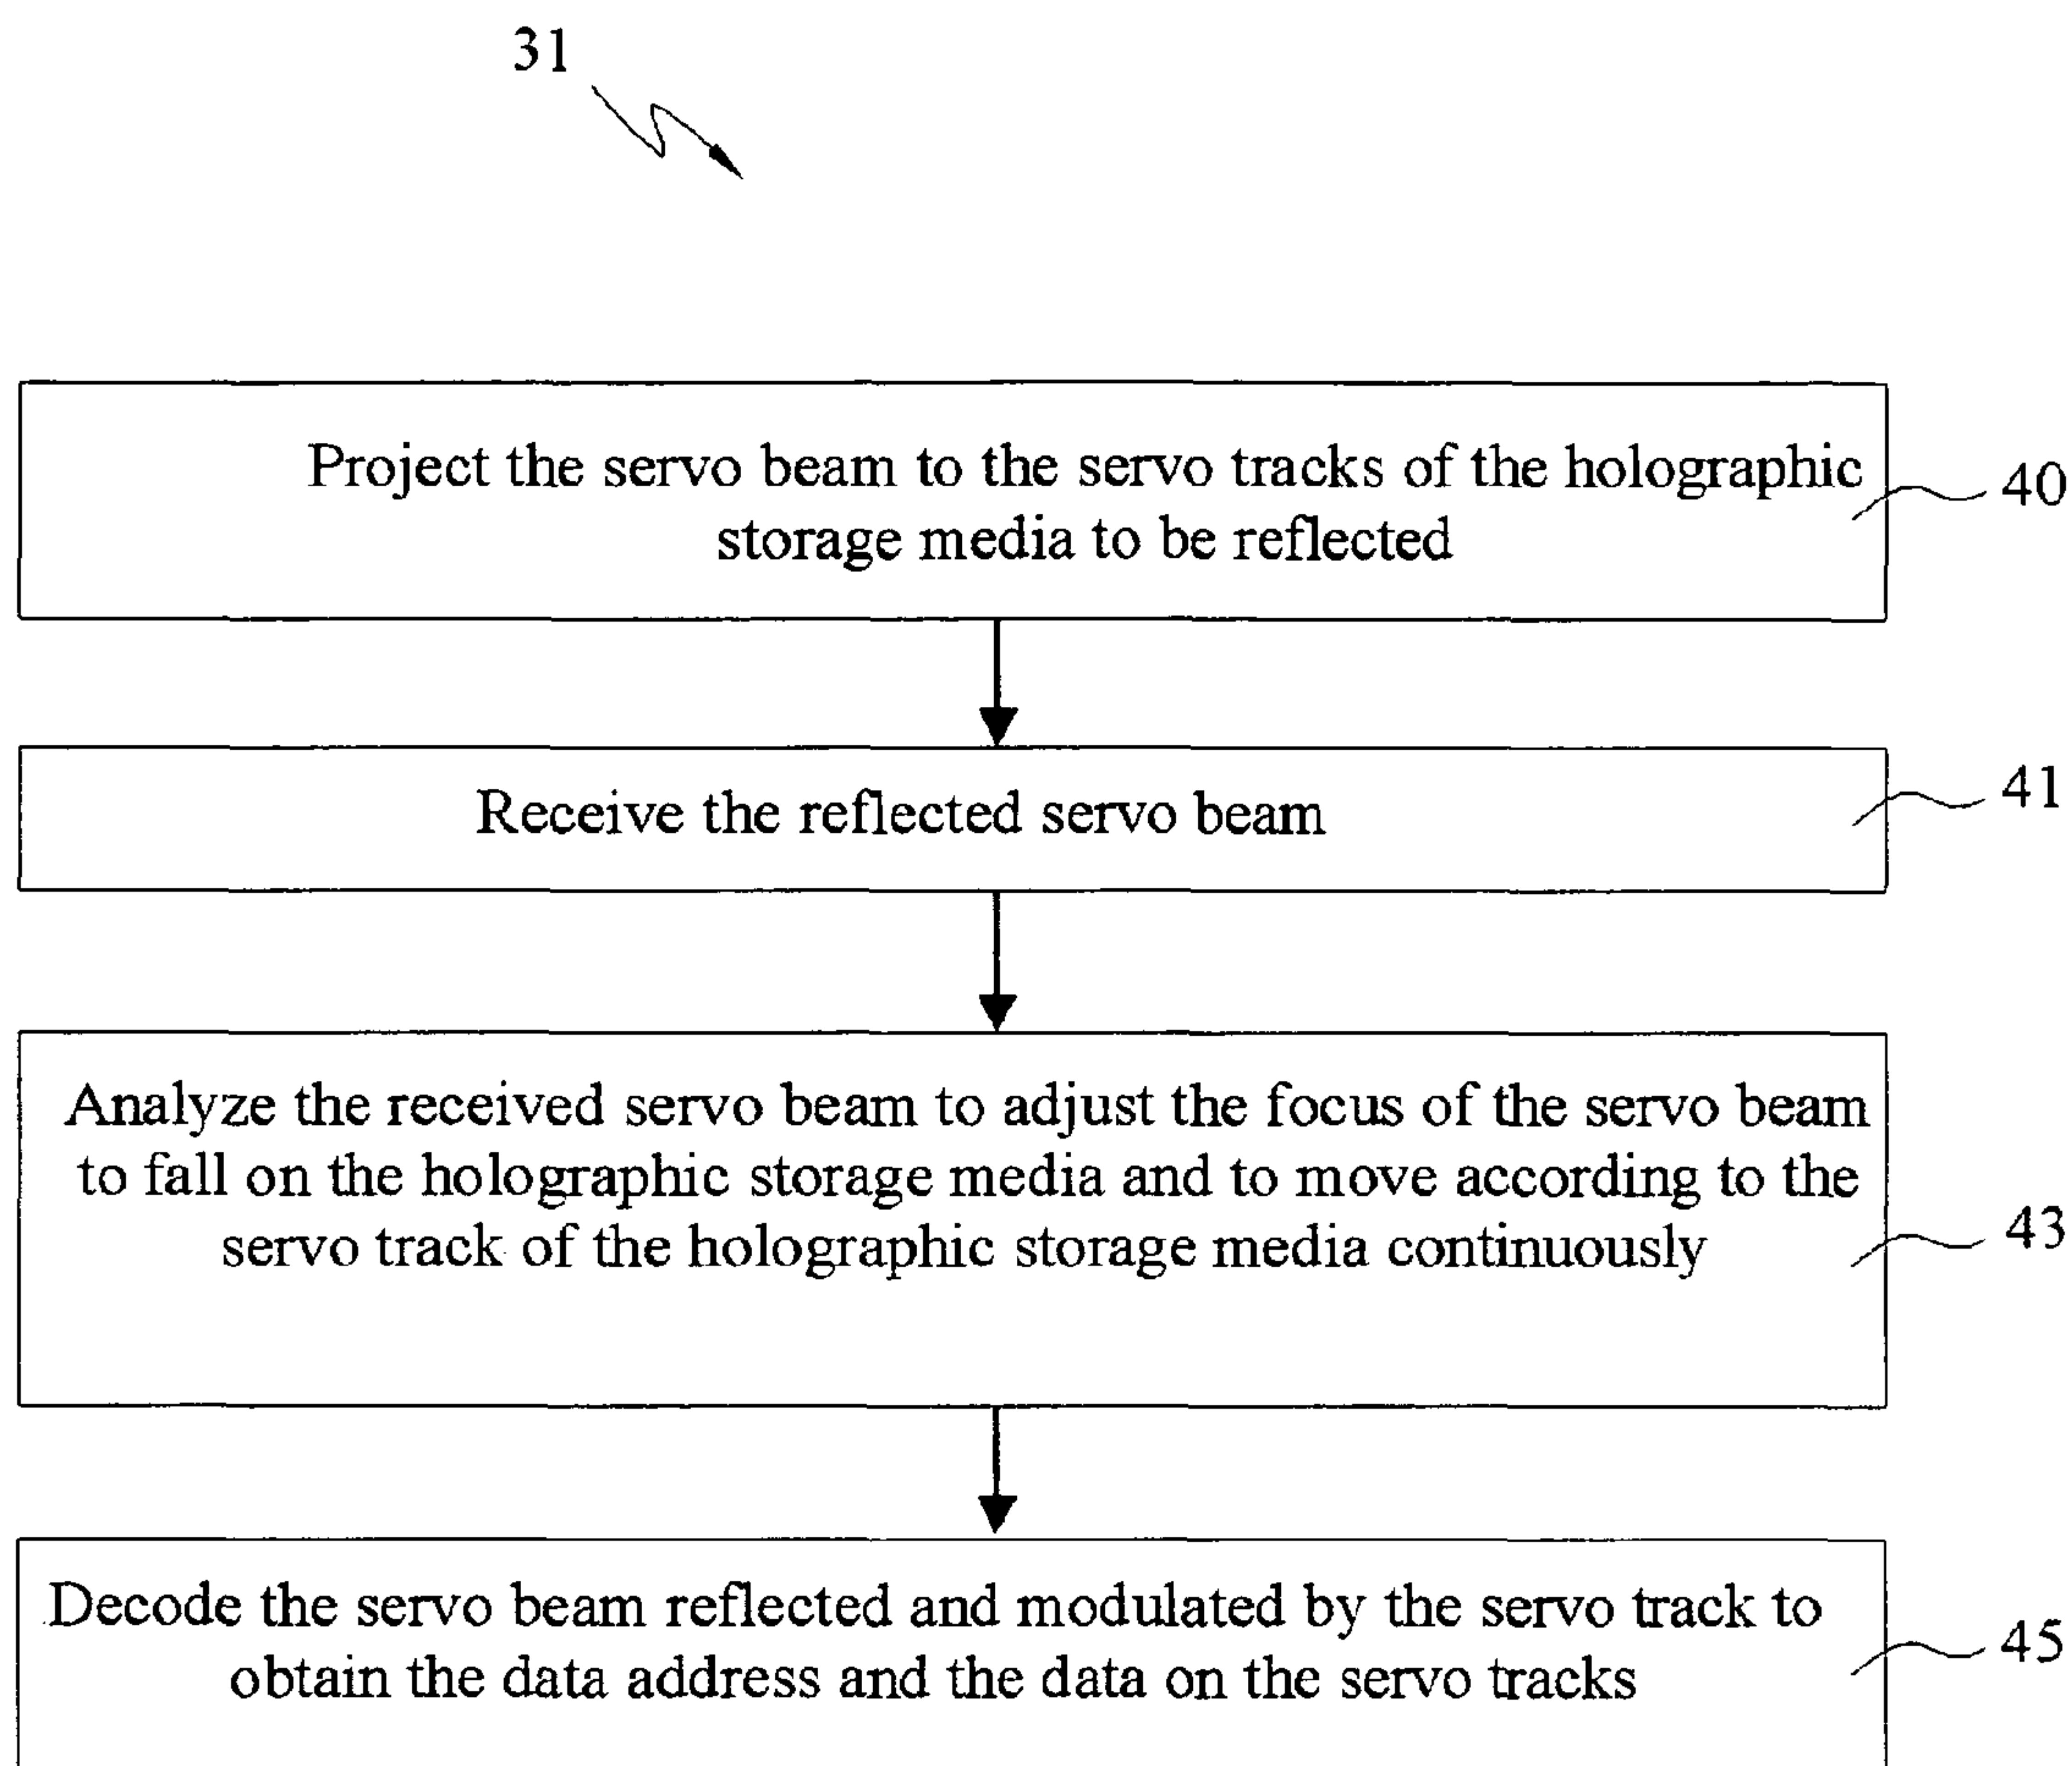 31
Project the servo beam to the servo tracks of the holographic
storage media to be reflected
40
Receive the reflected servo beam
41
Analyze the received servo beam to adjust the focus of the servo beam
to fall on the holographic storage media and to move according to the
servo track of the holographic storage media continuously
43
Decode the servo beam reflected and modulated by the servo track to
obtain the data address and the data on the servo tracks
45